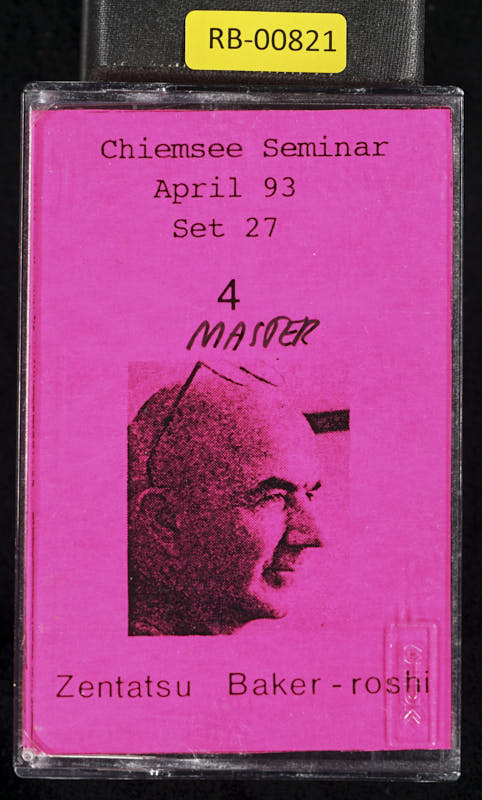 RB-00821
Chiemsee Seminar
April 93
Set 27
4
MASTER
Zentatsu Baker-roshi